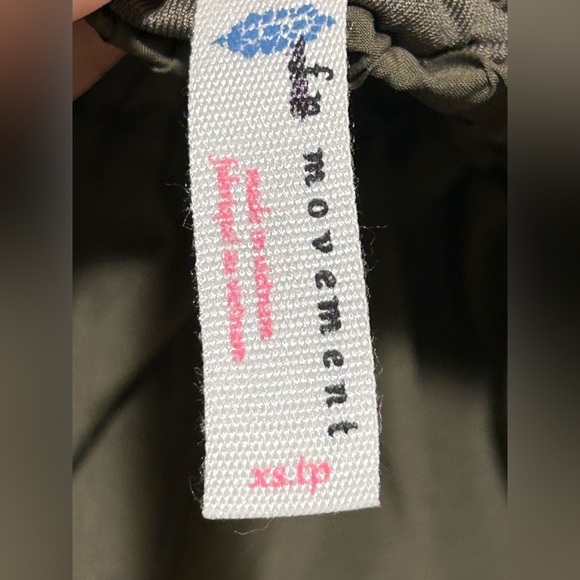 fp movement
made in vietnam
fabriqué au vietnam
xs.tp